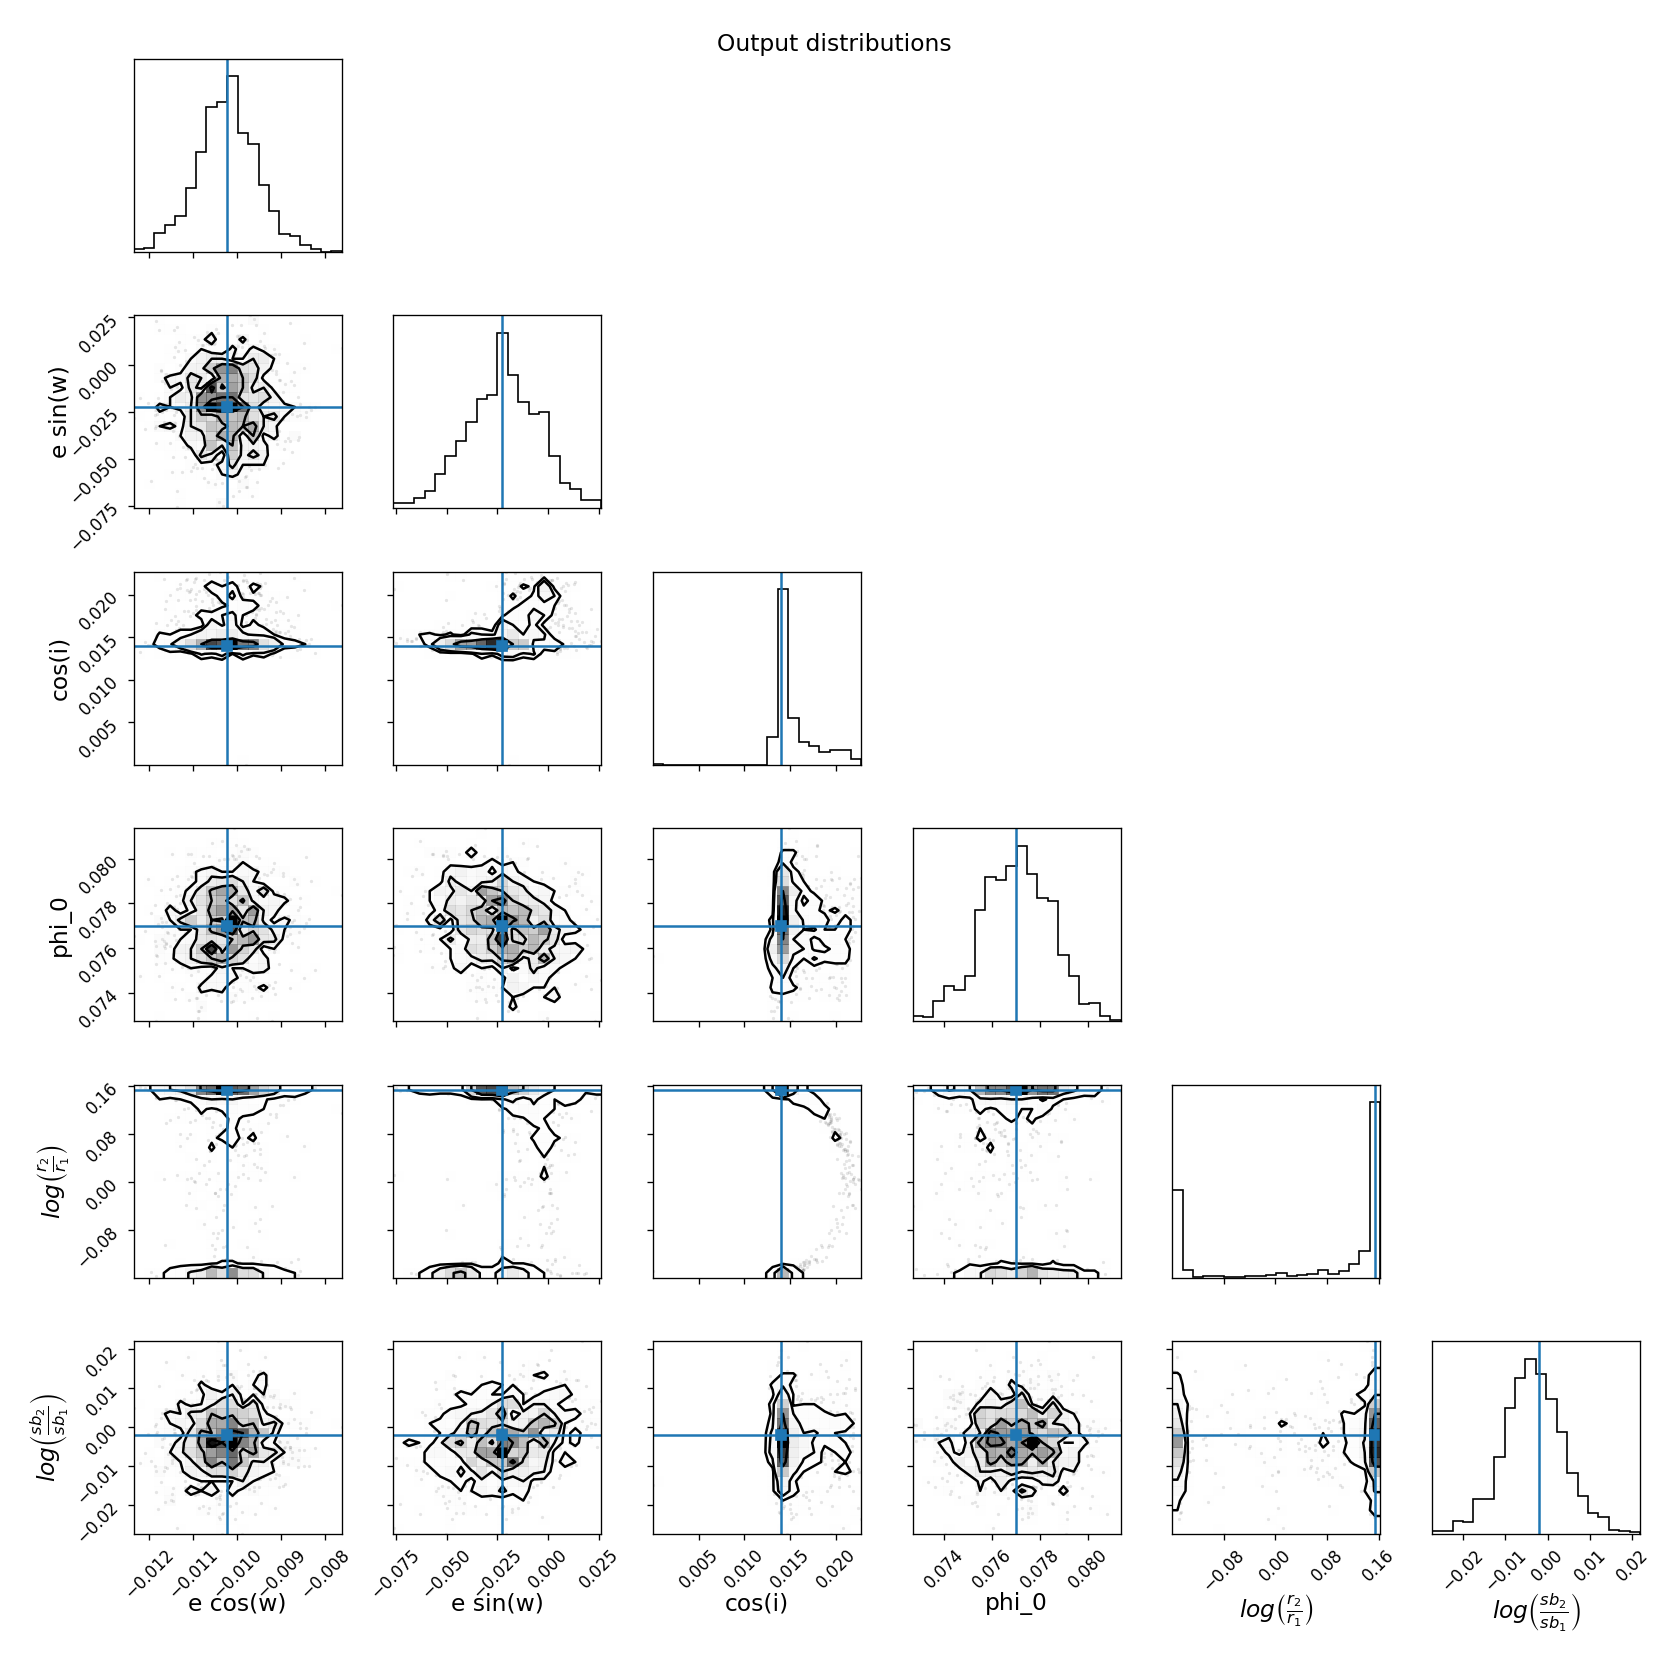 Output distributions
e sin(w)
0.025
0.000
−0.025
−0.050
−0.075
cos(i)
0.020
0.015
0.010
0.005
phi_0
0.080
0.078
0.076
0.074
log(r2/r1)
0.16
0.08
0.00
−0.08
log(sb2/sb1)
0.02
0.01
0.00
−0.01
−0.02
−0.012 −0.011 −0.010 −0.009 −0.008
e cos(w)
−0.075 −0.050 −0.025 0.000 0.025
e sin(w)
0.005 0.010 0.015 0.020
cos(i)
0.074 0.076 0.078 0.080
phi_0
−0.08 0.00 0.08 0.16
log(r2/r1)
−0.02 −0.01 0.00 0.01 0.02
log(sb2/sb1)